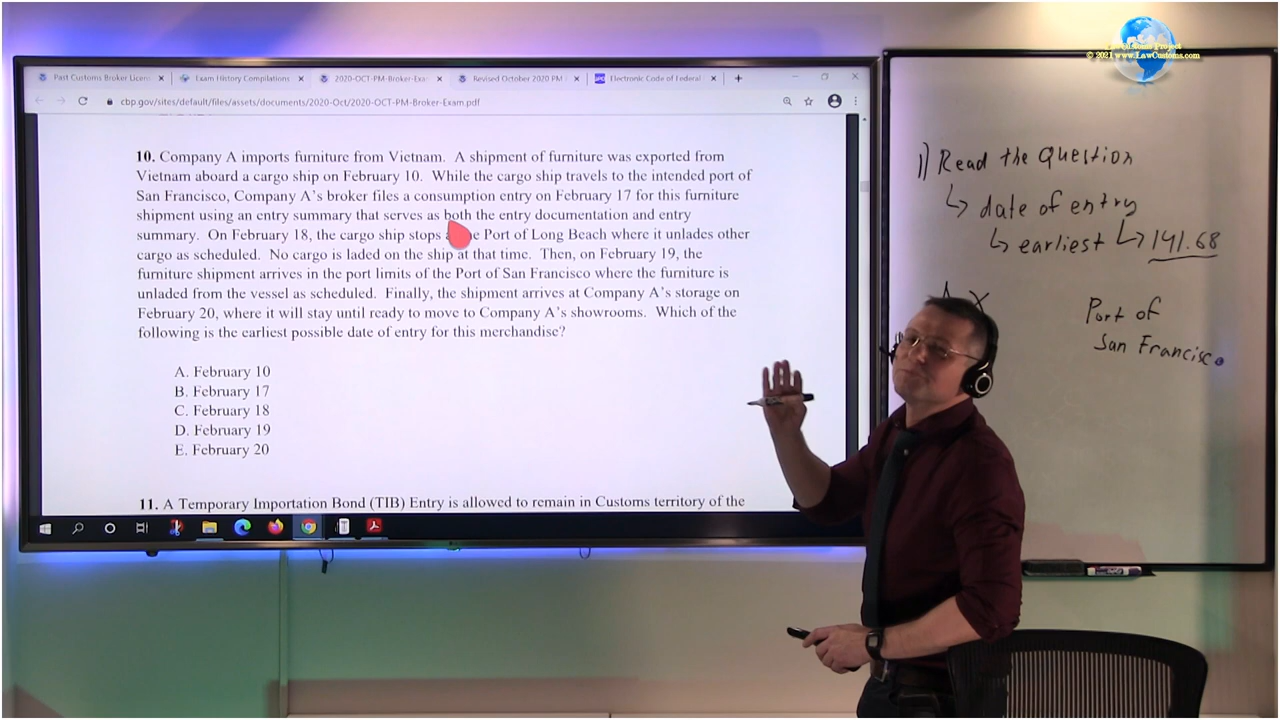 LawCustoms Project
© 2021 www.LawCustoms.com
Past Customs Broker Licen
Exam History Compilations
2020-OCT-PM-Broker-Exa
Revised October 2020 PM
Electronic Code of Federal
cbp.gov/sites/default/files/assets/documents/2020-Oct/2020-OCT-PM-Broker-Exam.pdf
10. Company A imports furniture from Vietnam. A shipment of furniture was exported from
Vietnam aboard a cargo ship on February 10. While the cargo ship travels to the intended port of
San Francisco, Company A's broker files a consumption entry on February 17 for this furniture
shipment using an entry summary that serves as both the entry documentation and entry
summary. On February 18, the cargo ship stops Port of Long Beach where it unlades other
cargo as scheduled. No cargo is laded on the ship at that time. Then, on February 19, the
furniture shipment arrives in the port limits of the Port of San Francisco where the furniture is
unladed from the vessel as scheduled. Finally, the shipment arrives at Company A's storage on
February 20, where it will stay until ready to move to Company A's showrooms. Which of the
following is the earliest possible date of entry for this merchandise?
A. February 10
B. February 17
C. February 18
D. February 19
E. February 20
11. A Temporary Importation Bond (TIB) Entry is allowed to remain in Customs territory of the
1) Read the Question
↳ date of entry
↳ earliest ↳ 141.68
Port of
San Francisco